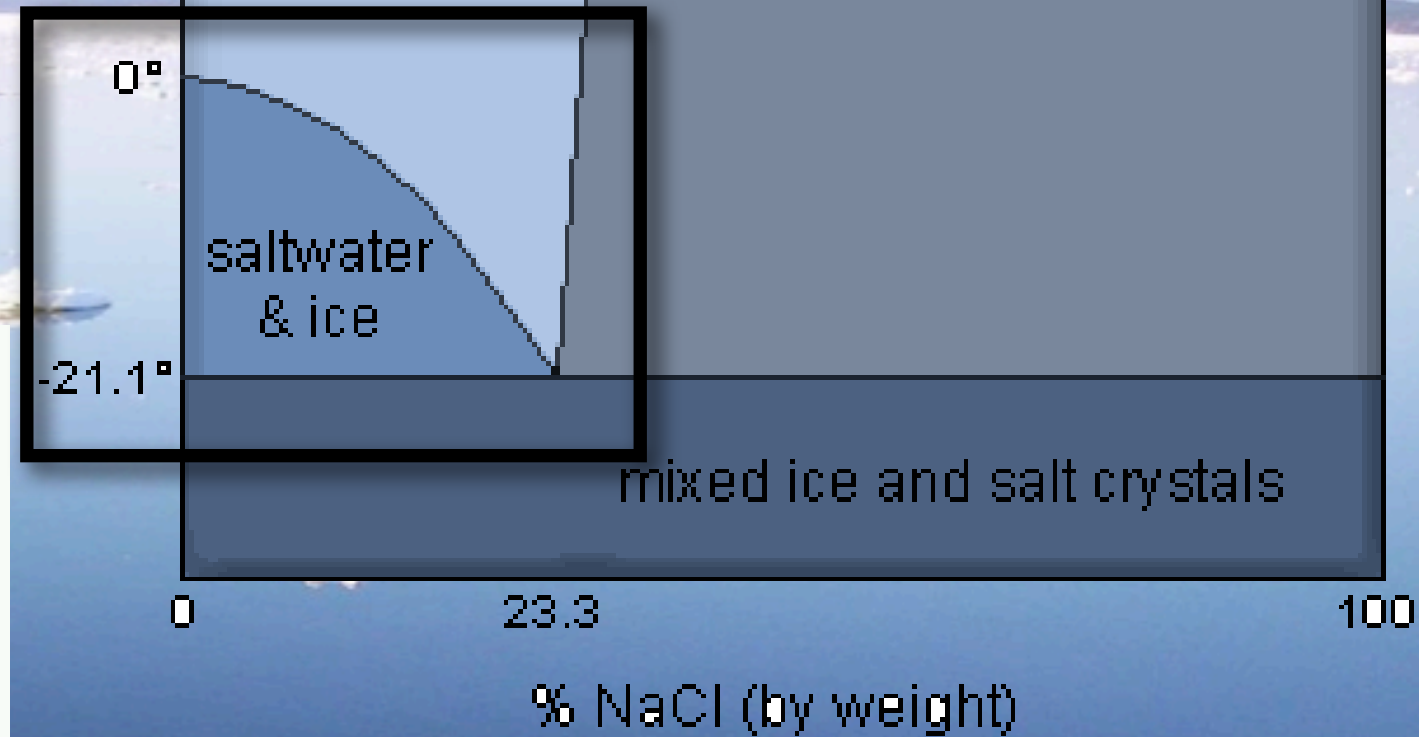 0°
saltwater
& ice
-21.1°
mixed ice and salt crystals
0 23.3 100
% NaCl (by weight)